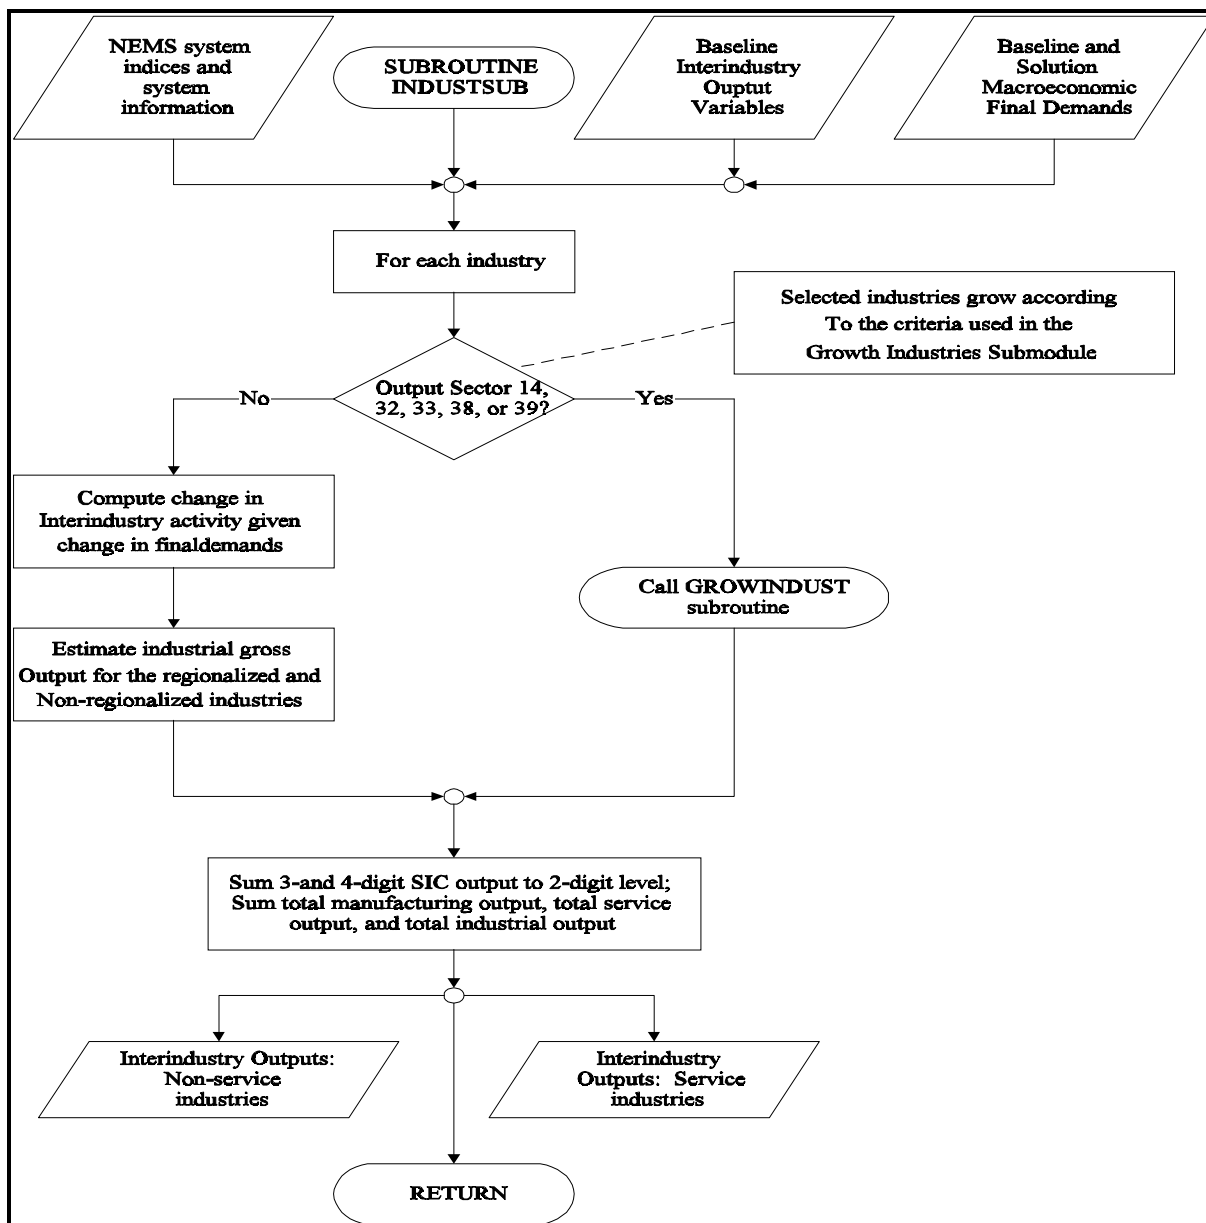 NEMS system
indices and
system
information
SUBROUTINE
INDUSTSUB
Baseline
Interindustry
Ouptut
Variables
Baseline and
Solution
Macroeconomic
Final Demands
For each industry
Selected industries grow according
To the criteria used in the
Growth Industries Submodule
Output Sector 14,
32, 33, 38, or 39?
No
Yes
Compute change in
Interindustry activity given
change in finaldemands
Call GROWINDUST
subroutine
Estimate industrial gross
Output for the regionalized and
Non-regionalized industries
Sum 3-and 4-digit SIC output to 2-digit level;
Sum total manufacturing output, total service
output, and total industrial output
Interindustry Outputs:
Non-service
industries
Interindustry
Outputs: Service
industries
RETURN